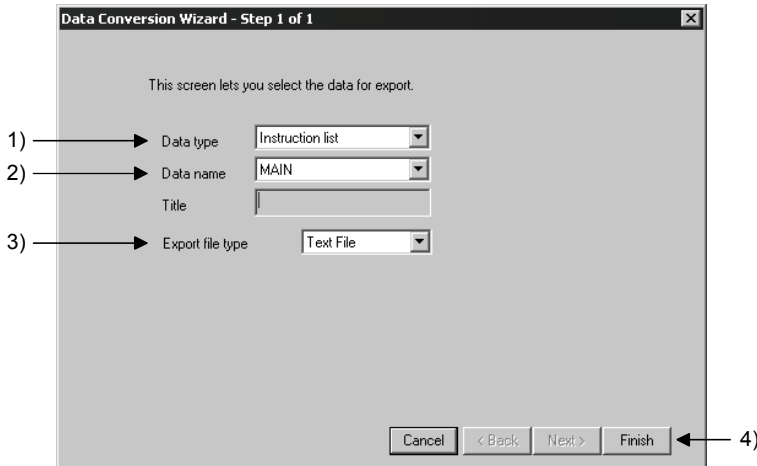 Data Conversion Wizard - Step 1 of 1
This screen lets you select the data for export.
1) Data type Instruction list
2) Data name MAIN
Title
3) Export file type Text File
Cancel < Back Next > Finish 4)